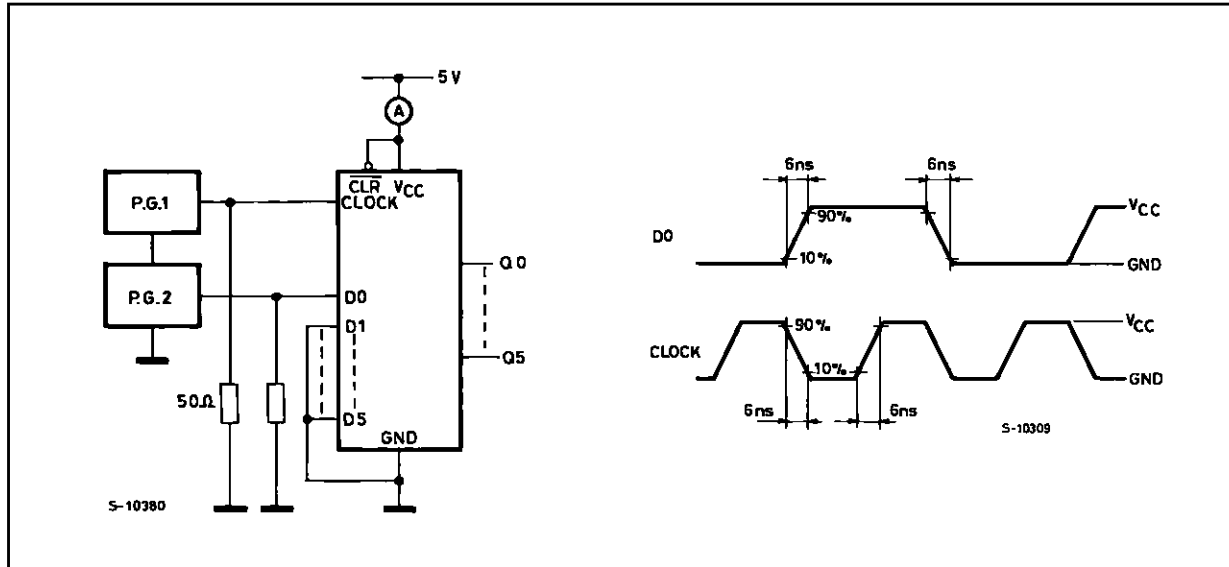 5 V
A
CLR VCC
P.G.1
CLOCK
P.G.2
D0
Q0
D1
Q5
50Ω
D5
GND
S-10380
6ns 6ns
VCC
90%
D0
10%
GND
VCC
90%
CLOCK
10%
GND
6ns 6ns
S-10309